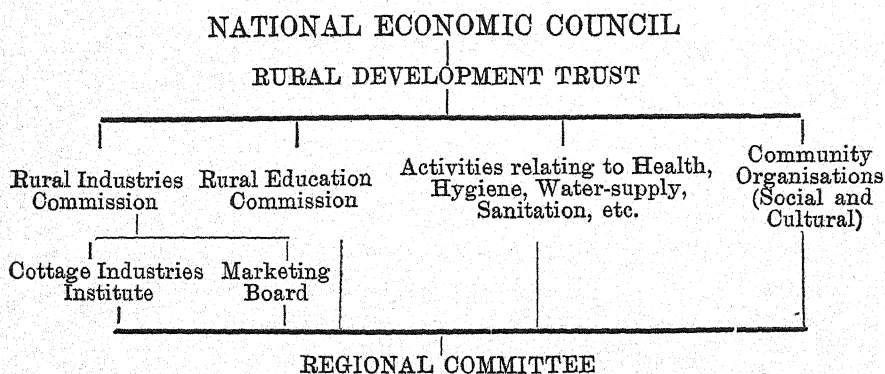 NATIONAL ECONOMIC COUNCIL
RURAL DEVELOPMENT TRUST
Rural Industries
Commission
Rural Education
Commission
Activities relating to Health,
Hygiene, Water-supply,
Sanitation, etc.
Community
Organisations
(Social and
Cultural)
Cottage Industries
Institute
Marketing
Board
REGIONAL COMMITTEE